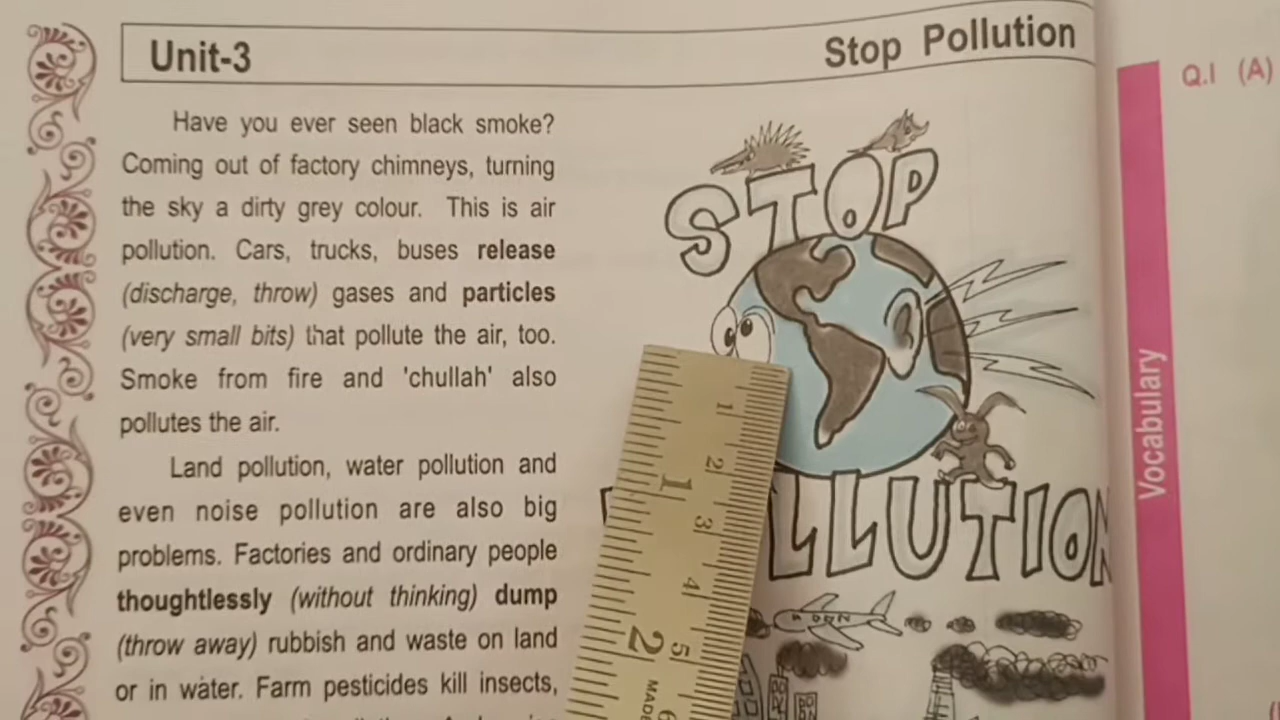 Unit-3
Stop Pollution
Have you ever seen black smoke?
Coming out of factory chimneys, turning
the sky a dirty grey colour. This is air
pollution. Cars, trucks, buses release
(discharge, throw) gases and particles
(very small bits) that pollute the air, too.
Smoke from fire and 'chullah' also
pollutes the air.
Land pollution, water pollution and
even noise pollution are also big
problems. Factories and ordinary people
thoughtlessly (without thinking) dump
(throw away) rubbish and waste on land
or in water. Farm pesticides kill insects,
STOP
LLUTION
1
2
1
2
3
4
5
6
MADE
Q.I (A)
Vocabulary